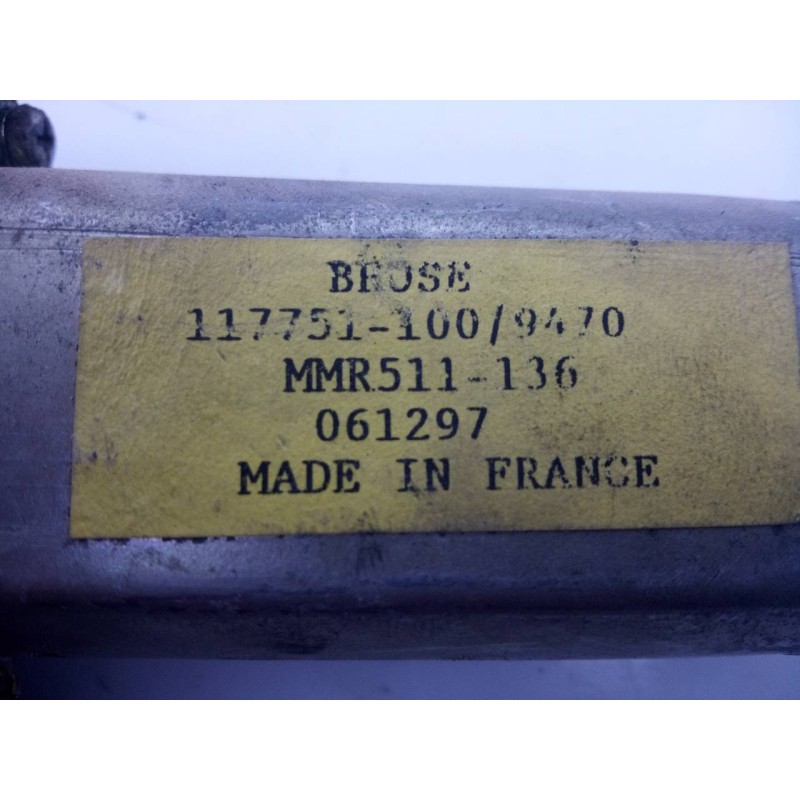 BROSE
117751-100/9470
MMR511-136
061297
MADE IN FRANCE